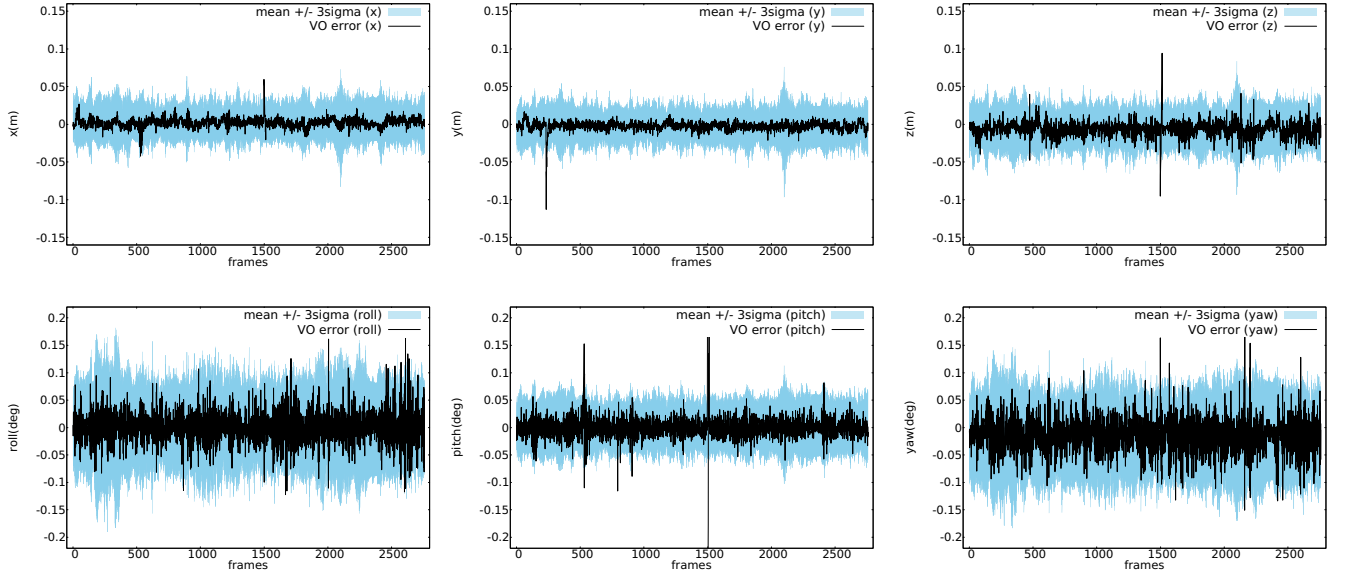 mean +/- 3sigma (x)
VO error (x)
0.15
0.1
0.05
0
-0.05
-0.1
-0.15
x(m)
0 500 1000 1500 2000 2500
frames
mean +/- 3sigma (y)
VO error (y)
0.15
0.1
0.05
0
-0.05
-0.1
-0.15
y(m)
0 500 1000 1500 2000 2500
frames
mean +/- 3sigma (z)
VO error (z)
0.15
0.1
0.05
0
-0.05
-0.1
-0.15
z(m)
0 500 1000 1500 2000 2500
frames
mean +/- 3sigma (roll)
VO error (roll)
0.2
0.15
0.1
0.05
0
-0.05
-0.1
-0.15
-0.2
roll(deg)
0 500 1000 1500 2000 2500
frames
mean +/- 3sigma (pitch)
VO error (pitch)
0.2
0.15
0.1
0.05
0
-0.05
-0.1
-0.15
-0.2
pitch(deg)
0 500 1000 1500 2000 2500
frames
mean +/- 3sigma (yaw)
VO error (yaw)
0.2
0.15
0.1
0.05
0
-0.05
-0.1
-0.15
-0.2
yaw(deg)
0 500 1000 1500 2000 2500
frames